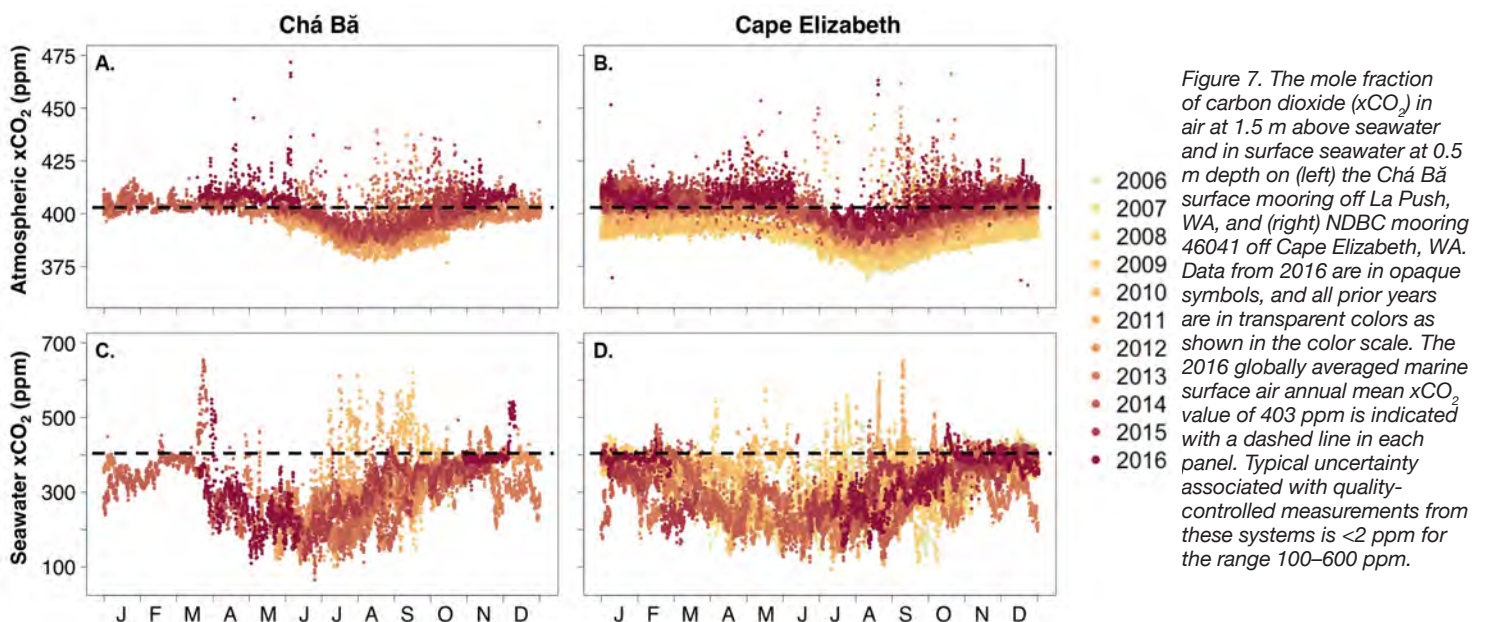 Chá Bă
Cape Elizabeth
Atmospheric xCO₂ (ppm)
475
450
425
400
375
A.
B.
Seawater xCO₂ (ppm)
700
500
300
100
C.
D.
J F M A M J J A S O N D
J F M A M J J A S O N D
2006
2007
2008
2009
2010
2011
2012
2013
2014
2015
2016
Figure 7. The mole fraction
of carbon dioxide (xCO₂) in
air at 1.5 m above seawater
and in surface seawater at 0.5
m depth on (left) the Chá Bă
surface mooring off La Push,
WA, and (right) NDBC mooring
46041 off Cape Elizabeth, WA.
Data from 2016 are in opaque
symbols, and all prior years
are in transparent colors as
shown in the color scale. The
2016 globally averaged marine
surface air annual mean xCO₂
value of 403 ppm is indicated
with a dashed line in each
panel. Typical uncertainty
associated with quality-
controlled measurements from
these systems is <2 ppm for
the range 100–600 ppm.